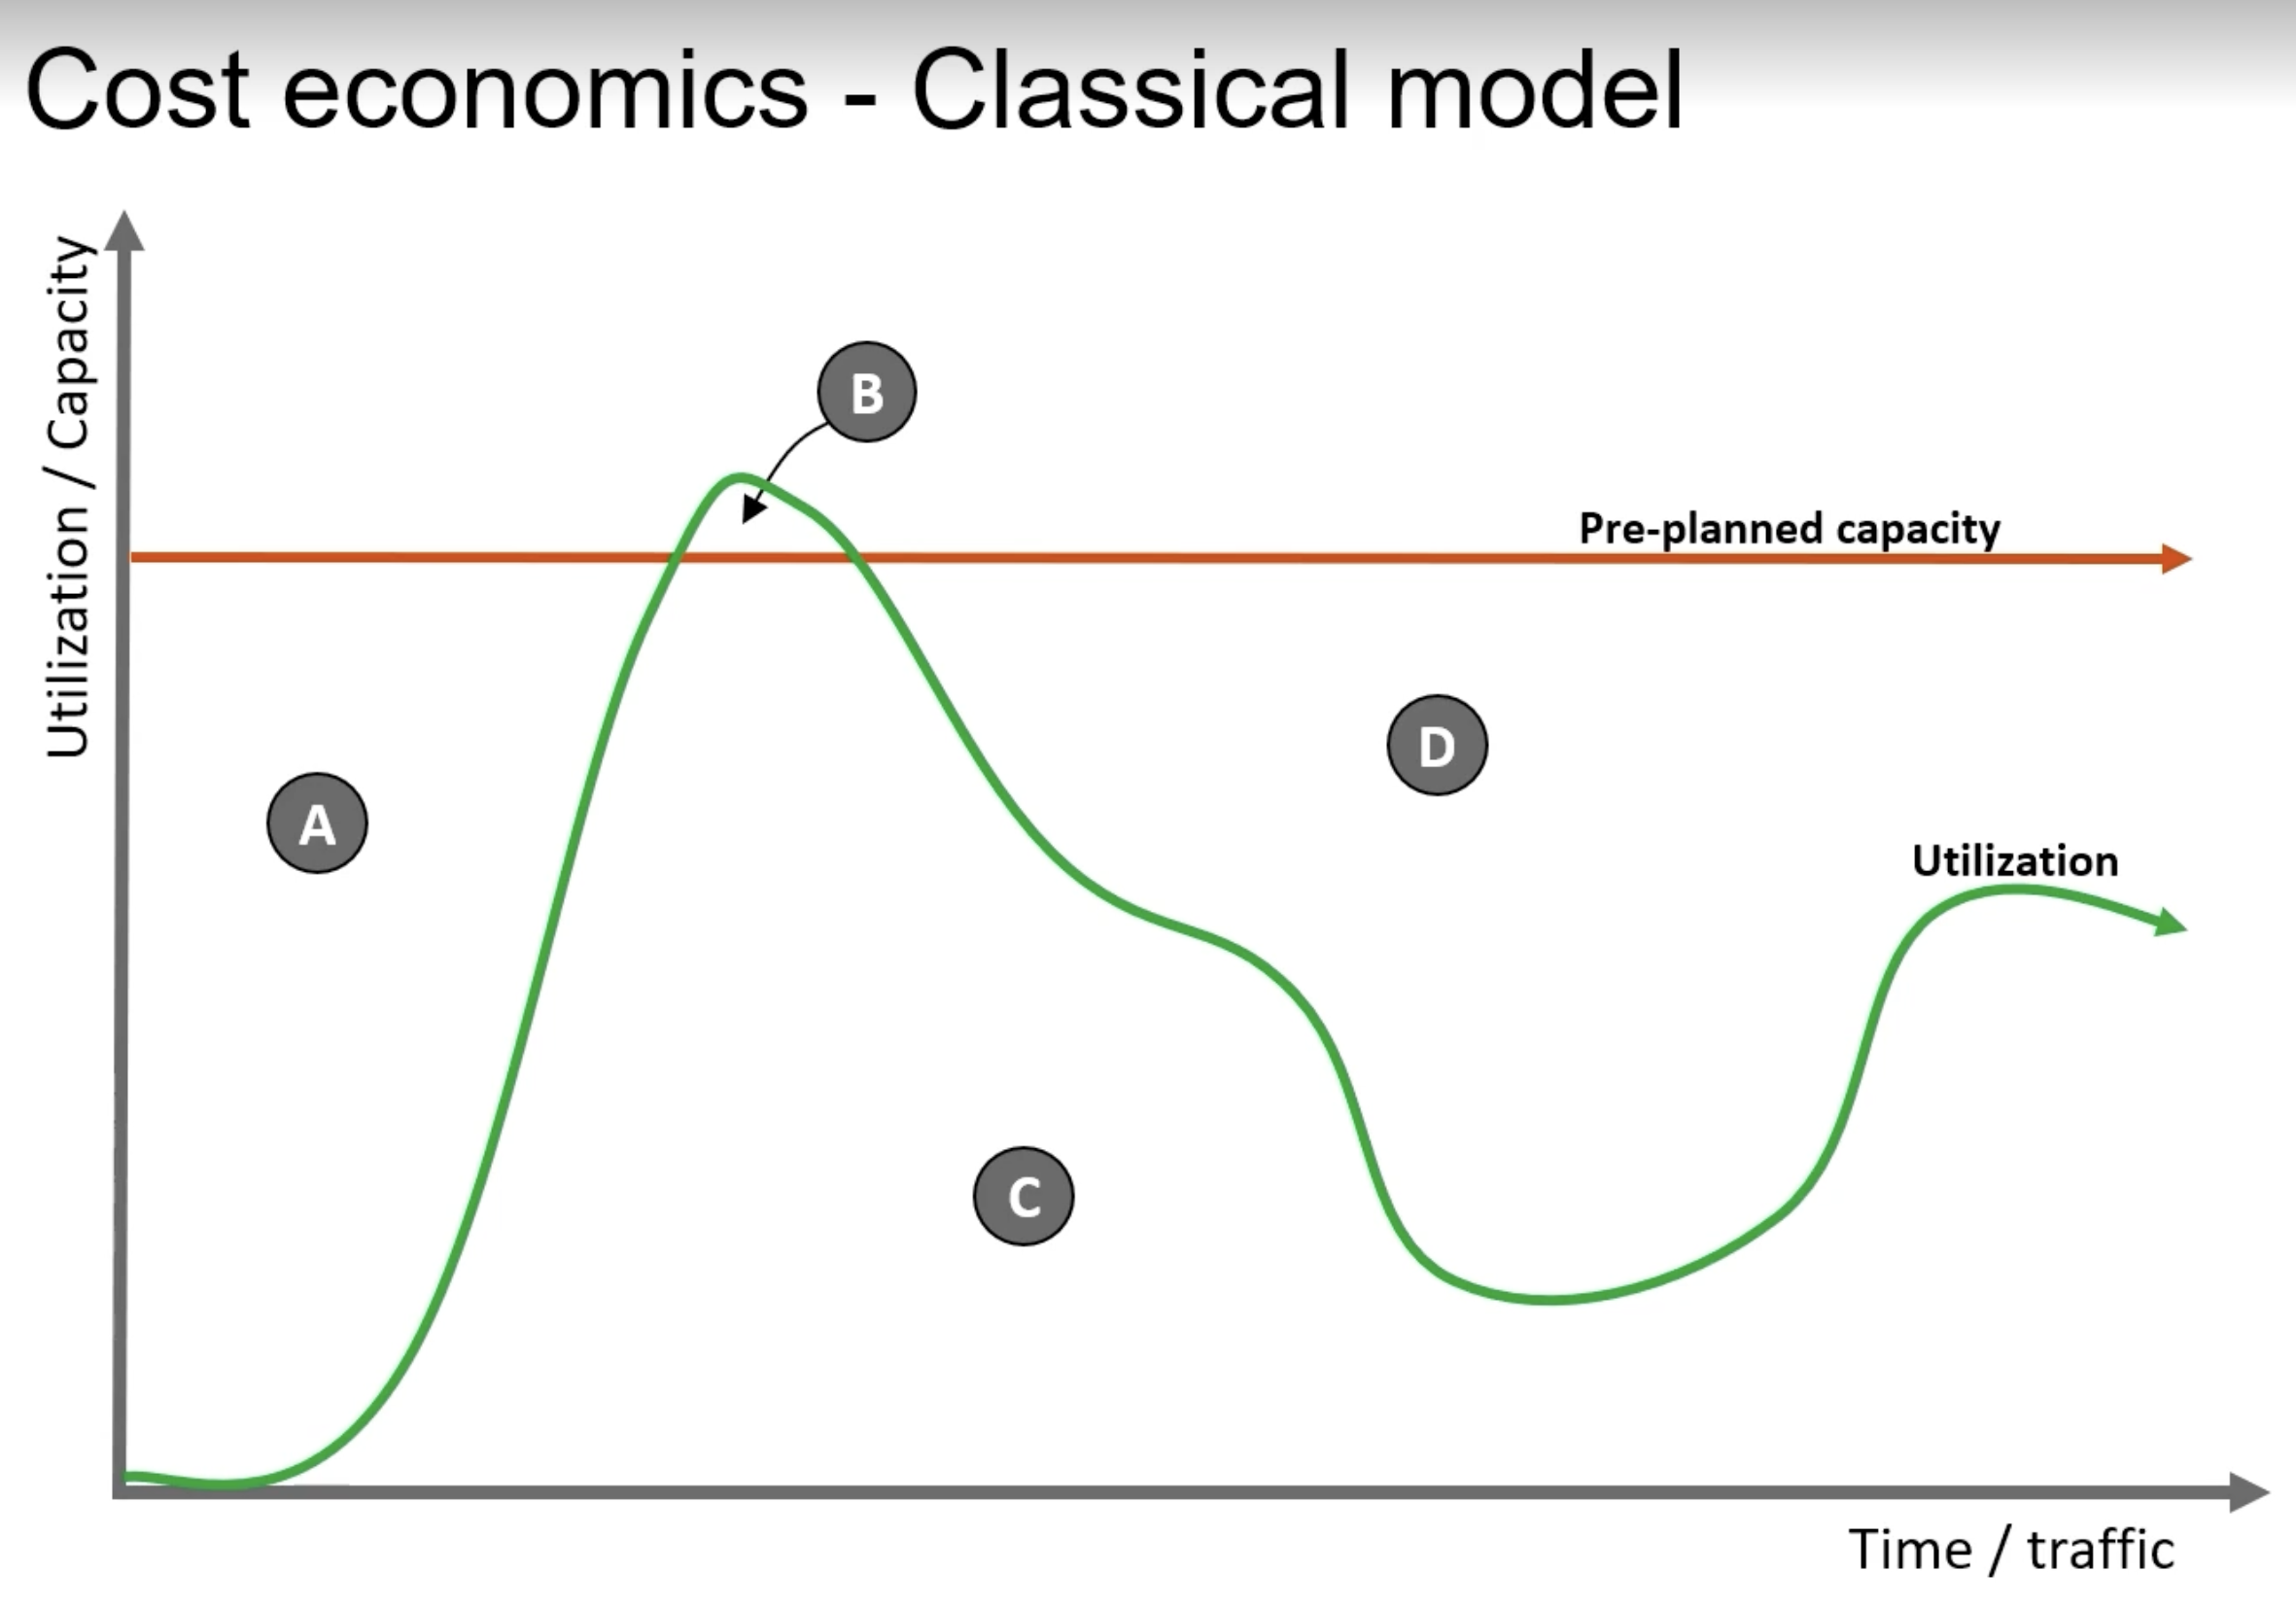 Cost economics - Classical model
Utilization / Capacity
B
Pre-planned capacity
D
A
Utilization
C
Time / traffic